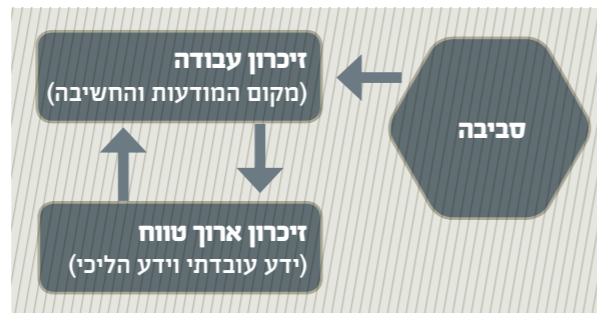 זיכרון עבודה
(מקום המודעות והחשיבה)
סביבה
זיכרון ארוך טווח
(ידע עובדתי וידע הליכי)